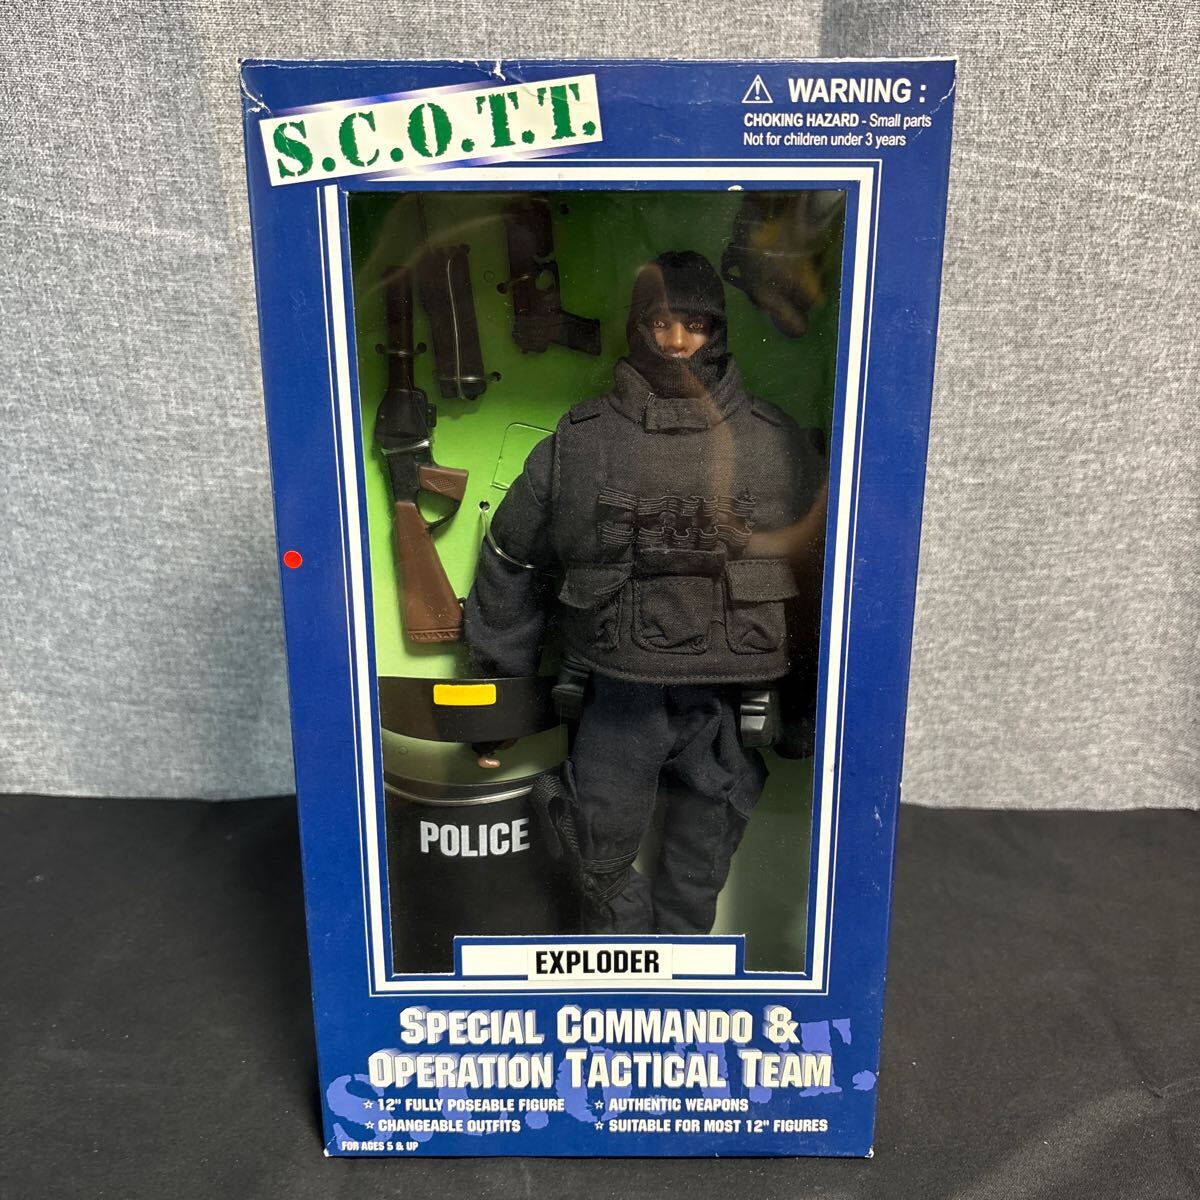 S.C.O.T.T.
⚠ WARNING :
CHOKING HAZARD - Small parts
Not for children under 3 years
POLICE
EXPLODER
SPECIAL COMMANDO &
OPERATION TACTICAL TEAM
S.C.O.T.T.
☆ 12" FULLY POSEABLE FIGURE
☆ AUTHENTIC WEAPONS
☆ CHANGEABLE OUTFITS
☆ SUITABLE FOR MOST 12" FIGURES
FOR AGES 5 & UP